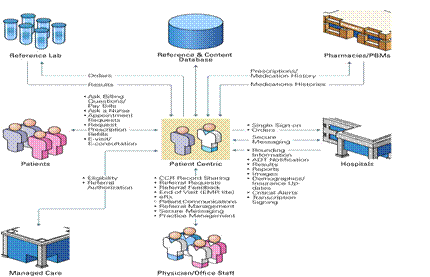 Reference Lab
Reference & Content
Database
Pharmacies/PBMs
Orders
Results
Prescriptions/
Medication History
Medications Histories
• Ask Billing
Questions/
Pay Bills
• Ask a Nurse
• Appointment
Requests
• Request
Prescription
Refills
• E-visit/
E-consultation
Patients
Patient Centric
• Single Sign-on
• Orders
• Secure
Messaging
• Rounding
Information
• ADT Notification
• Results
• Reports
• Images
• Demographics/
Insurance Up-
dates
• Critical Alerts
• Transcription
Signing
Hospitals
• Eligibility
• Referral
Authorization
• CCR Record Sharing
• Referral Requests
• Referral Feedback
• End of Visit (EMR lite)
• eRx
• Patient Communications
• Referral Management
• Secure Messaging
• Practice Management
Managed Care
Physician/Office Staff